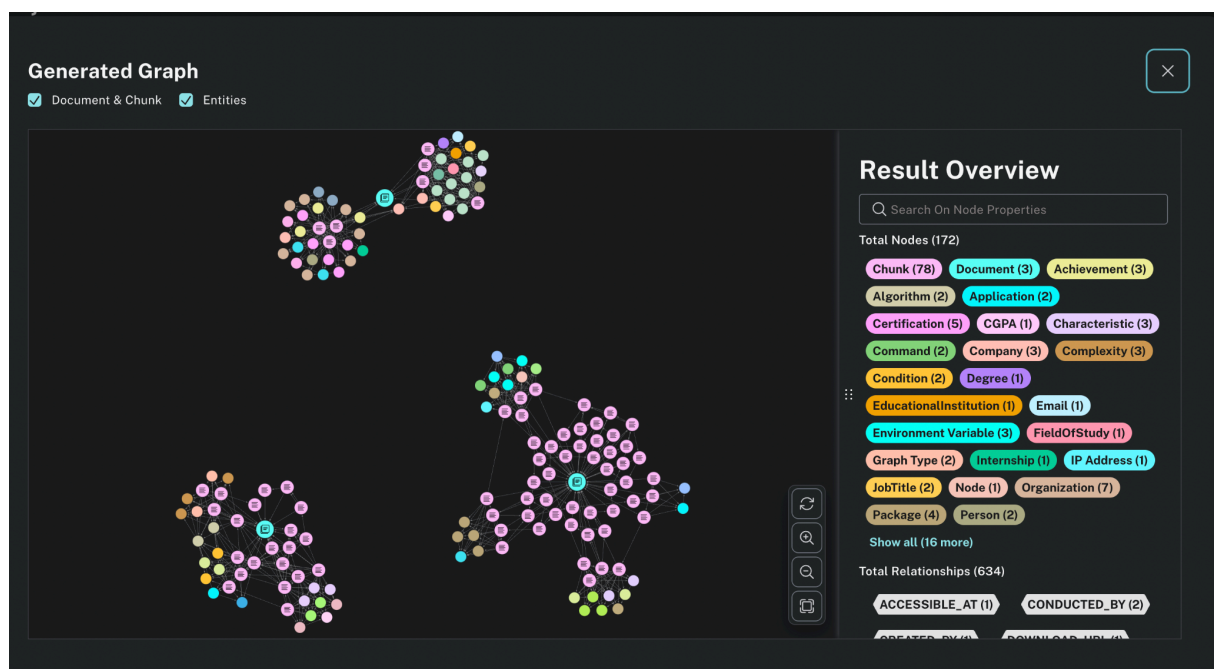 Generated Graph
Document & Chunk Entities
Result Overview
Search On Node Properties
Total Nodes (172)
Chunk (78) Document (3) Achievement (3)
Algorithm (2) Application (2)
Certification (5) CGPA (1) Characteristic (3)
Command (2) Company (3) Complexity (3)
Condition (2) Degree (1)
EducationalInstitution (1) Email (1)
Environment Variable (3) FieldOfStudy (1)
Graph Type (2) Internship (1) IP Address (1)
JobTitle (2) Node (1) Organization (7)
Package (4) Person (2)
Show all (16 more)
Total Relationships (634)
ACCESSIBLE_AT (1) CONDUCTED_BY (2)
CREATED_BY (1) DOWNLOAD_URL (1)